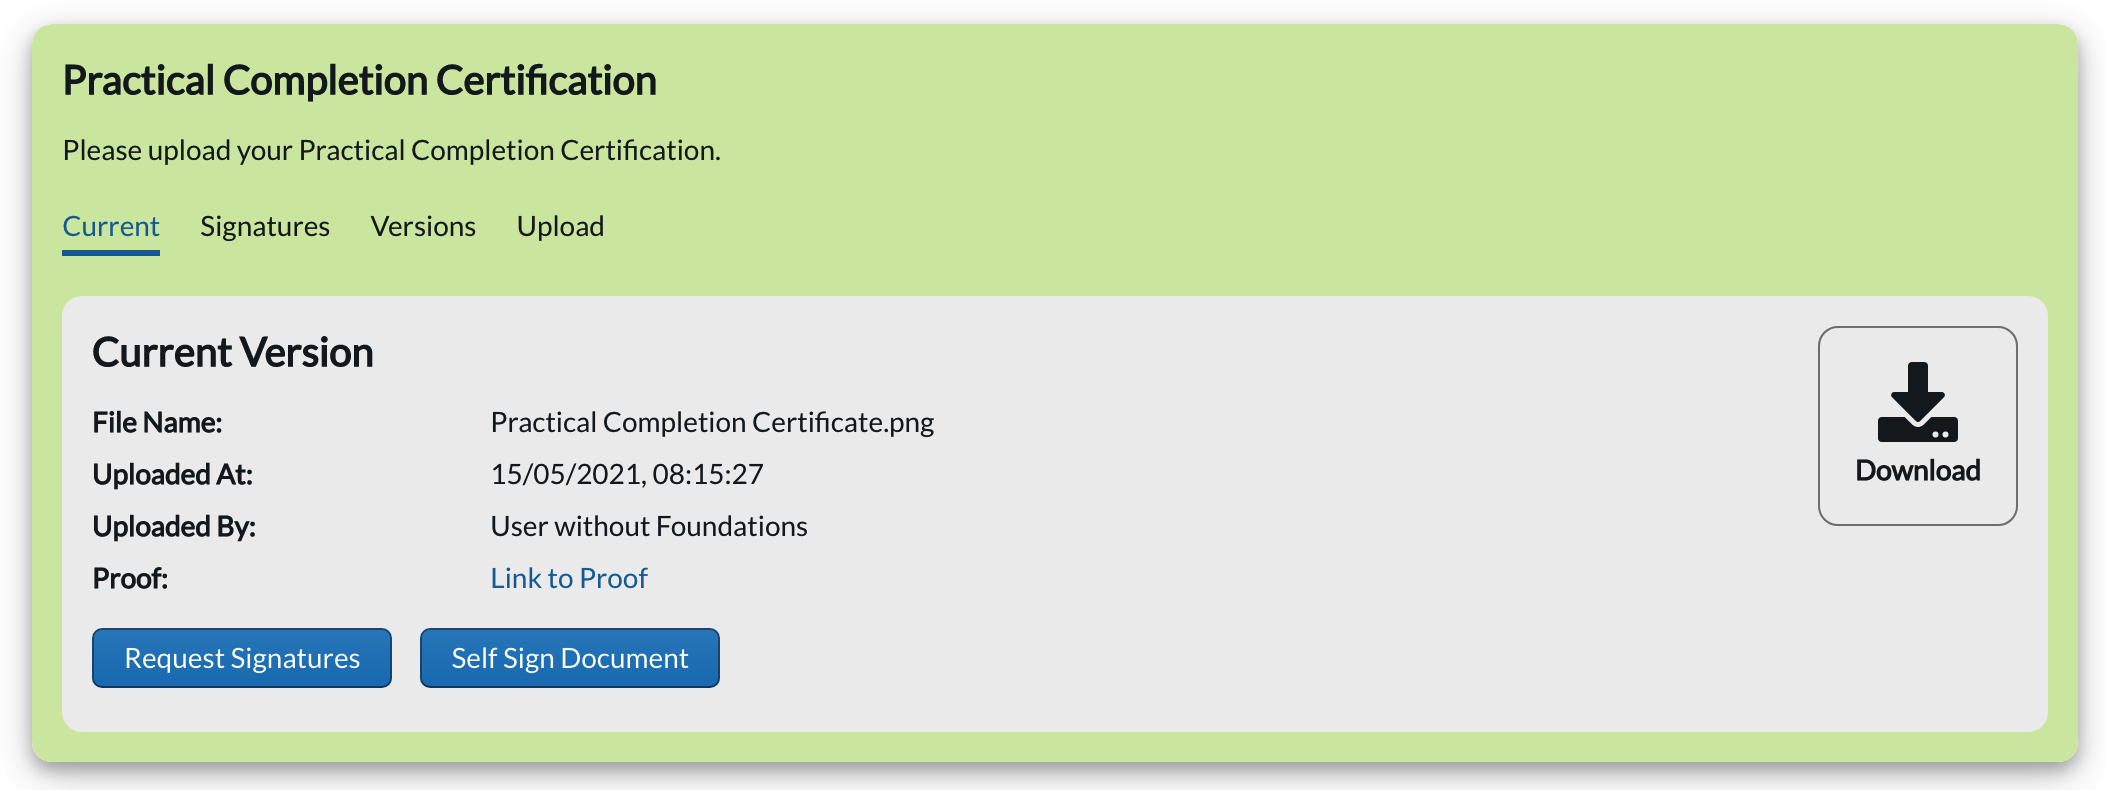 Practical Completion Certification
Please upload your Practical Completion Certification.
Current Signatures Versions Upload
Current Version
File Name: Practical Completion Certificate.png
Uploaded At: 15/05/2021, 08:15:27
Uploaded By: User without Foundations
Proof: Link to Proof
Download
Request Signatures Self Sign Document